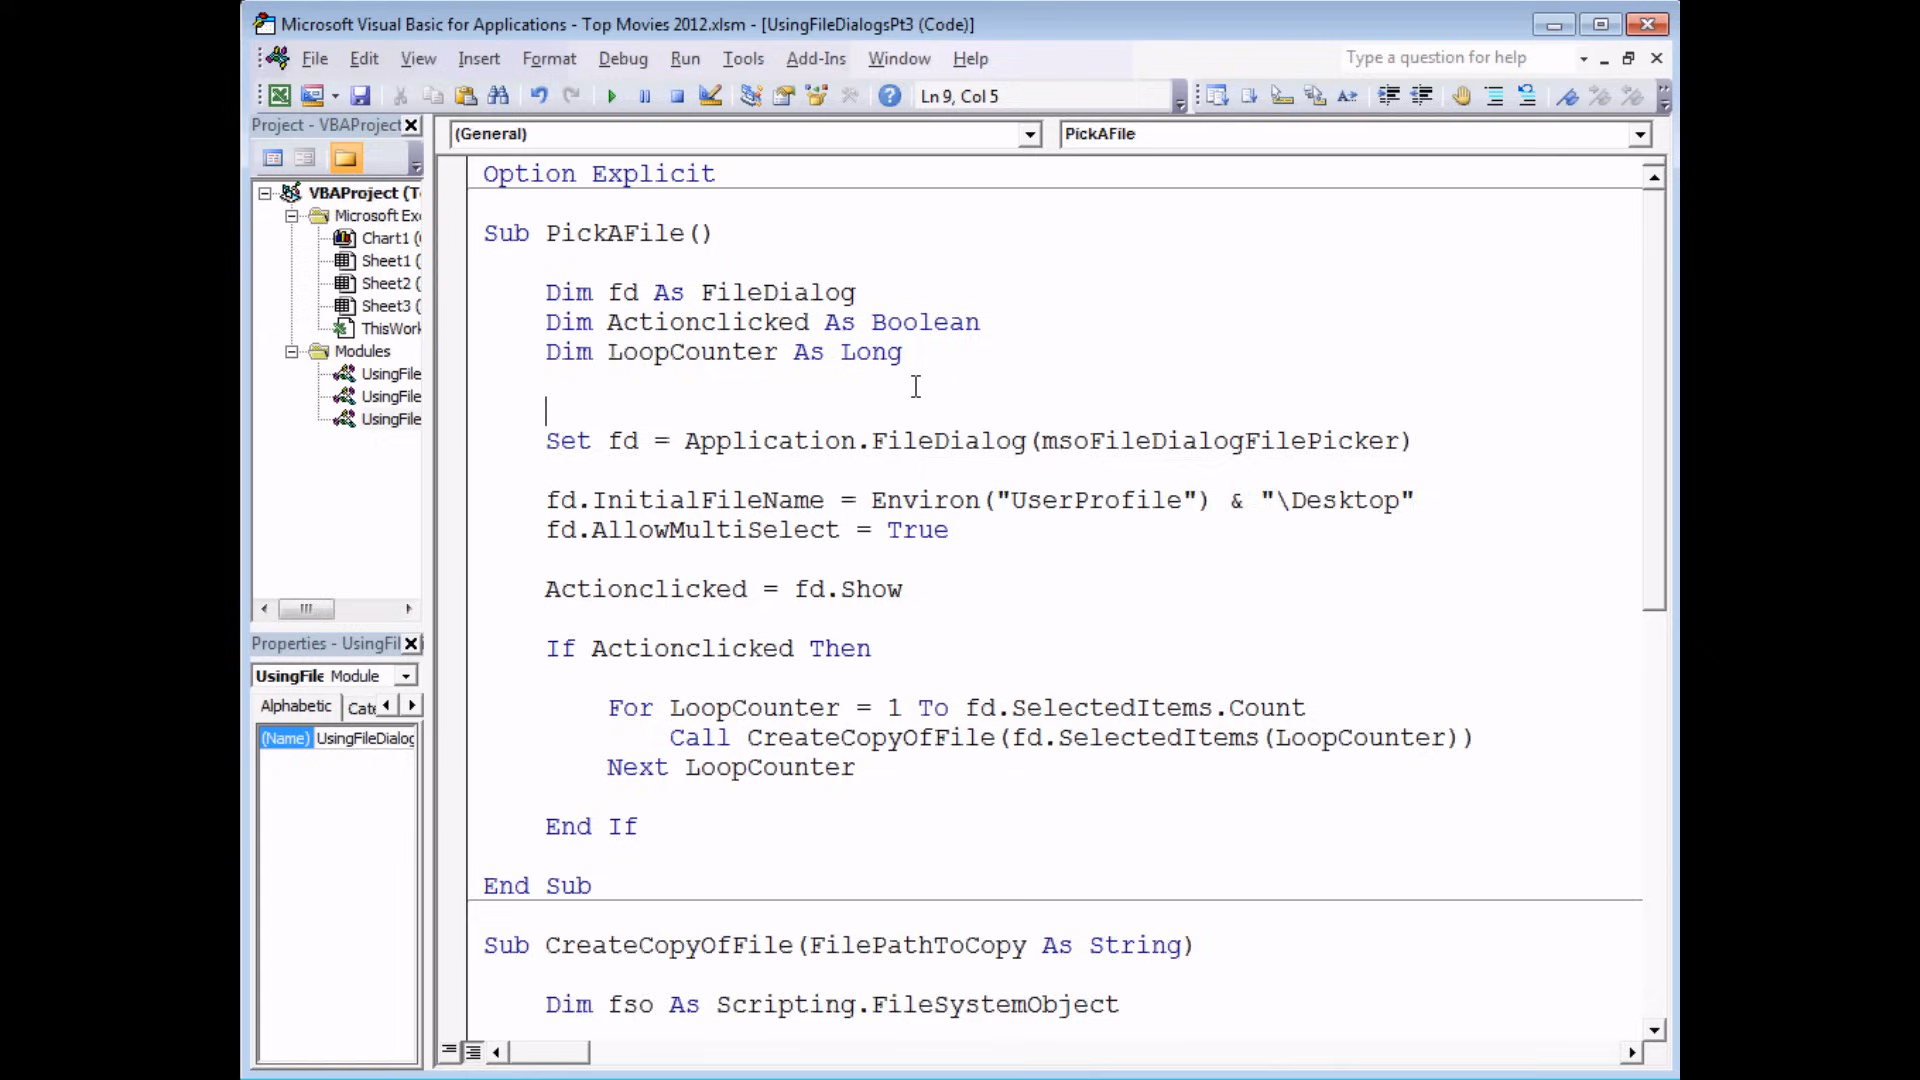 Microsoft Visual Basic for Applications - Top Movies 2012.xlsm - [UsingFileDialogsPt3 (Code)]
File Edit View Insert Format Debug Run Tools Add-Ins Window Help
Type a question for help
Ln 9, Col 5
Project - VBAProject
(General)
PickAFile
VBAProject (T
Microsoft Ex
Chart1 (
Sheet1 (
Sheet2 (
Sheet3 (
ThisWork
Modules
UsingFile
UsingFile
UsingFile
Properties - UsingFil
UsingFile Module
Alphabetic Cate
(Name) UsingFileDialog
Option Explicit
Sub PickAFile()
Dim fd As FileDialog
Dim Actionclicked As Boolean
Dim LoopCounter As Long
Set fd = Application.FileDialog(msoFileDialogFilePicker)
fd.InitialFileName = Environ("UserProfile") & "\Desktop"
fd.AllowMultiSelect = True
Actionclicked = fd.Show
If Actionclicked Then
For LoopCounter = 1 To fd.SelectedItems.Count
Call CreateCopyOfFile(fd.SelectedItems(LoopCounter))
Next LoopCounter
End If
End Sub
Sub CreateCopyOfFile(FilePathToCopy As String)
Dim fso As Scripting.FileSystemObject